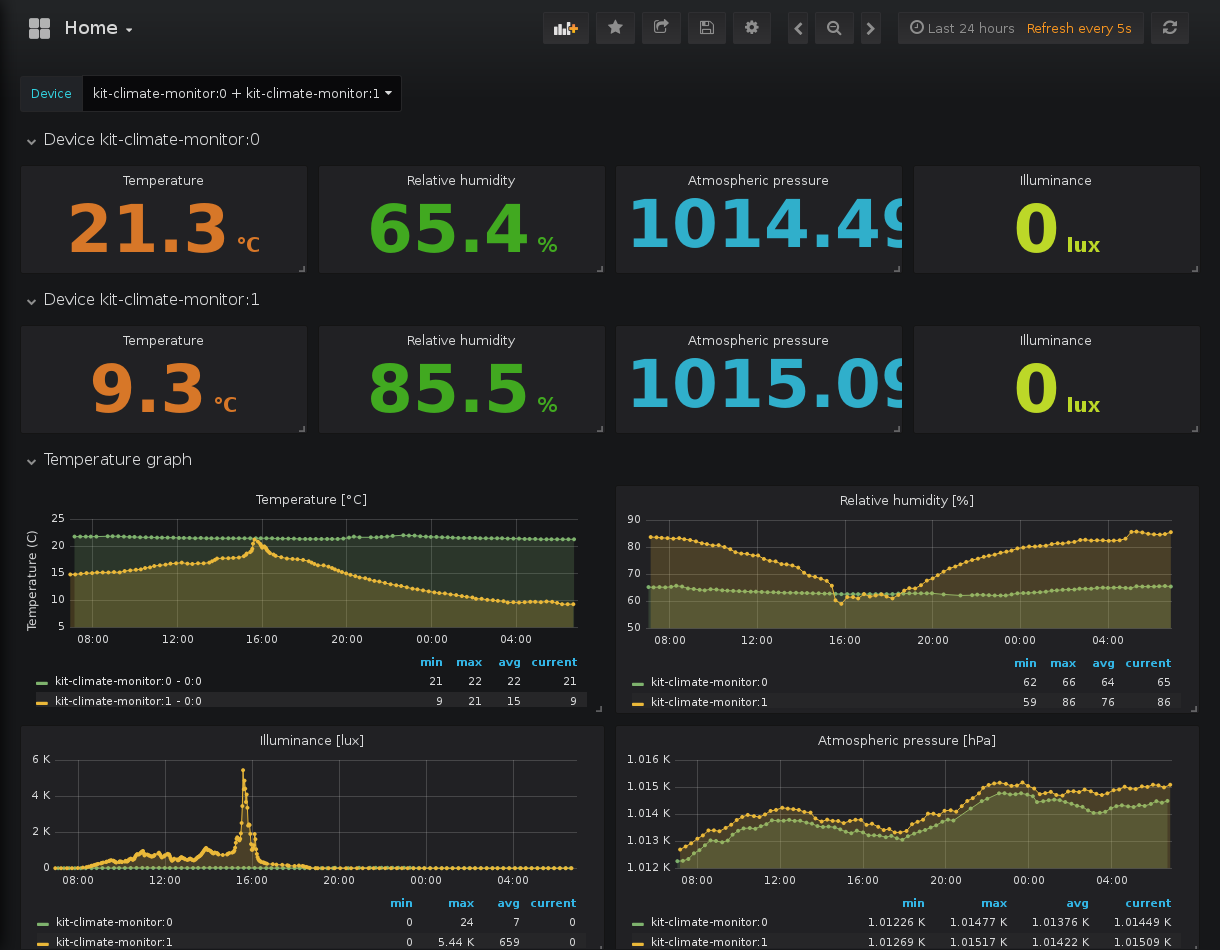 Home
Last 24 hours Refresh every 5s
Device kit-climate-monitor:0 + kit-climate-monitor:1
Device kit-climate-monitor:0
Temperature Relative humidity Atmospheric pressure Illuminance
21.3 °C 65.4 % 1014.49 0 lux
Device kit-climate-monitor:1
Temperature Relative humidity Atmospheric pressure Illuminance
9.3 °C 85.5 % 1015.09 0 lux
Temperature graph
Temperature [°C]
Temperature (C)
25
20
15
10
5
08:00 12:00 16:00 20:00 00:00 04:00
min max avg current
kit-climate-monitor:0 - 0:0 21 22 22 21
kit-climate-monitor:1 - 0:0 9 21 15 9
Relative humidity [%]
90
80
70
60
50
08:00 12:00 16:00 20:00 00:00 04:00
min max avg current
kit-climate-monitor:0 62 66 64 65
kit-climate-monitor:1 59 86 76 86
Illuminance [lux]
6 K
4 K
2 K
0
08:00 12:00 16:00 20:00 00:00 04:00
min max avg current
kit-climate-monitor:0 0 24 7 0
kit-climate-monitor:1 0 5.44 K 659 0
Atmospheric pressure [hPa]
1.016 K
1.015 K
1.014 K
1.013 K
1.012 K
08:00 12:00 16:00 20:00 00:00 04:00
min max avg current
kit-climate-monitor:0 1.01226 K 1.01477 K 1.01376 K 1.01449 K
kit-climate-monitor:1 1.01269 K 1.01517 K 1.01422 K 1.01509 K